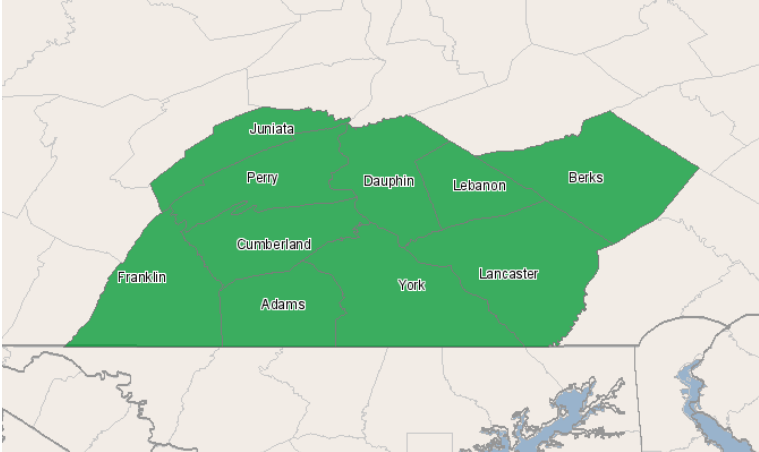 Juniata
Perry
Dauphin
Lebanon
Berks
Cumberland
Franklin
Lancaster
York
Adams